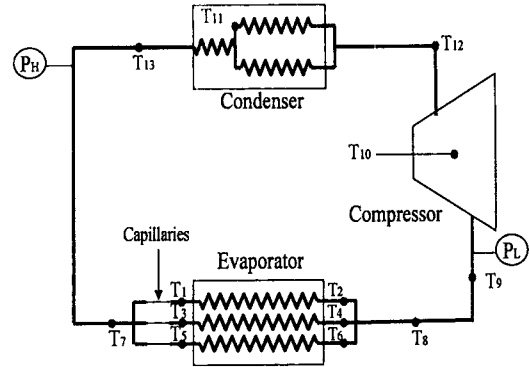 T11
PH
T13
T12
Condenser
T10
Compressor
Capillaries
Evaporator
PL
T1
T2
T9
T3
T4
T7
T5
T6
T8